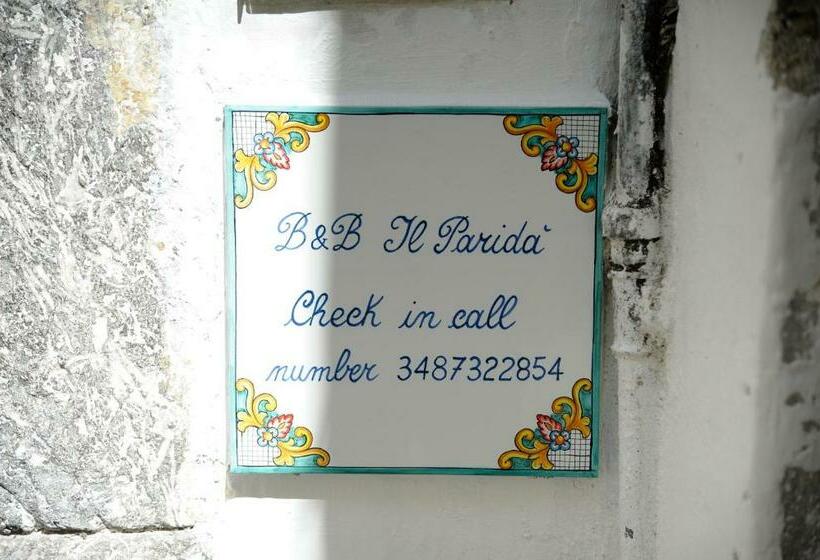 B&B Il Paridà
Check in call
number 3487322854